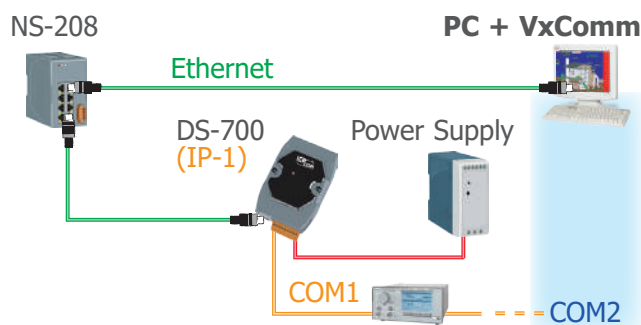 NS-208
PC + VxComm
Ethernet
DS-700
(IP-1)
Power Supply
COM1
COM2